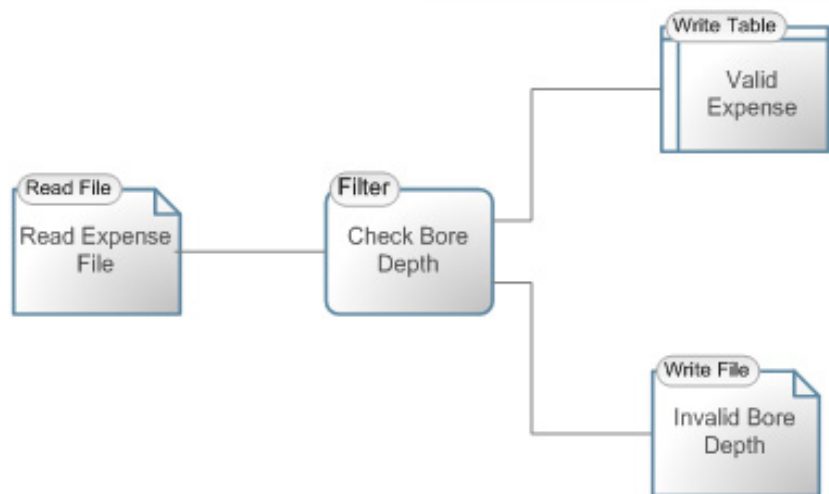 Write Table
Valid
Expense
Read File
Read Expense
File
Filter
Check Bore
Depth
Write File
Invalid Bore
Depth